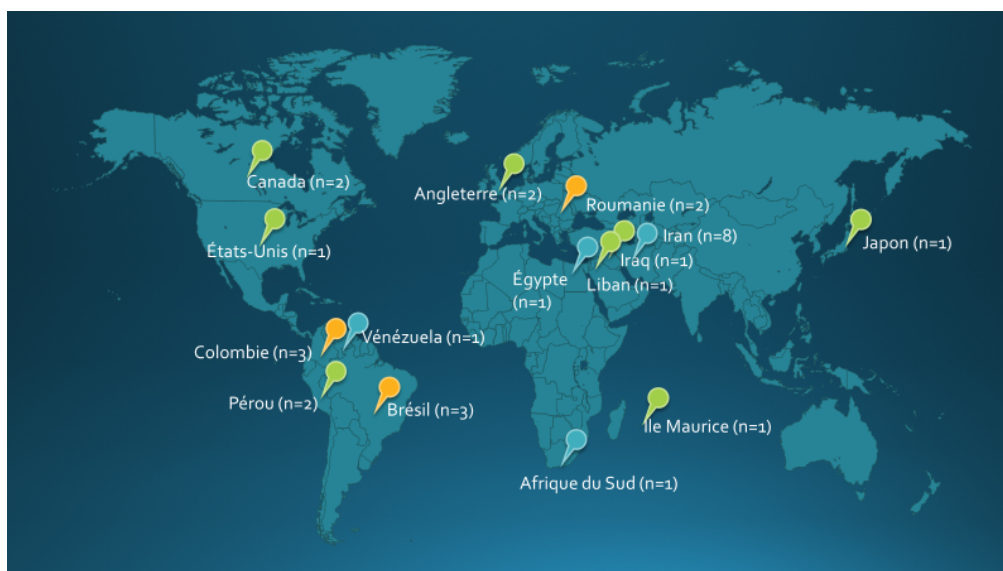 Canada (n=2)
Angleterre (n=2)
Roumanie (n=2)
États-Unis (n=1)
Iran (n=8)
Japon (n=1)
Iraq (n=1)
Égypte
(n=1)
Liban (n=1)
Vénézuela (n=1)
Colombie (n=3)
Pérou (n=2)
Brésil (n=3)
Ile Maurice (n=1)
Afrique du Sud (n=1)